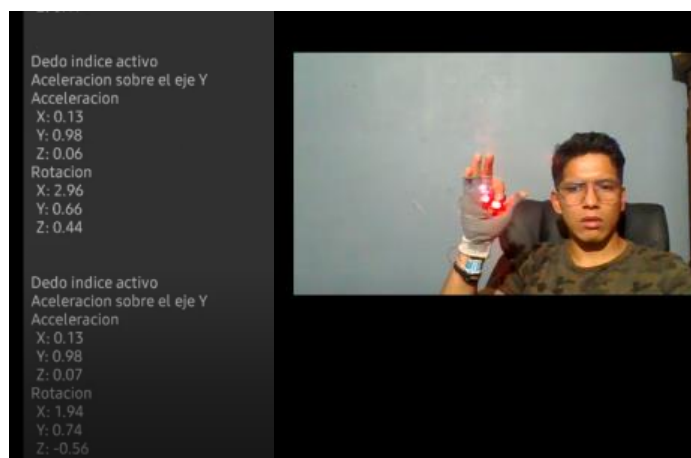 Dedo indice activo
Aceleracion sobre el eje Y
Acceleracion
X: 0.13
Y: 0.98
Z: 0.06
Rotacion
X: 2.96
Y: 0.66
Z: 0.44
Dedo indice activo
Aceleracion sobre el eje Y
Acceleracion
X: 0.13
Y: 0.98
Z: 0.07
Rotacion
X: 1.94
Y: 0.74
Z: -0.56